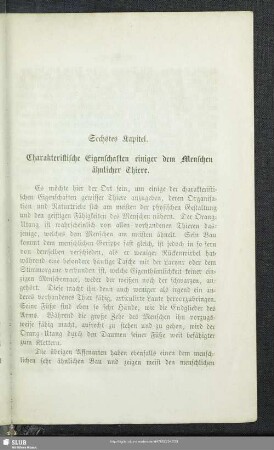 Sechstes Kapitel.
Charakteristische Eigenschaften einiger dem Menschen
ähnlicher Thiere.
Es möchte hier der Ort sein, um einige der charakteristi-
schen Eigenschaften gewisser Thiere anzugeben, deren Organisa-
tion und Naturtriebe sich am meisten der physischen Gestaltung
und den geistigen Fähigkeiten des Menschen nähern. Der Orang-
Utang ist wahrscheinlich von allen vorhandenen Thieren das-
jenige, welches dem Menschen am meisten ähnelt. Sein Bau
kommt dem menschlichen Gerippe fast gleich, ist jedoch in so fern
von demselben verschieden, als er weniger Rückenwirbel hat
während eine besondere häutige Tasche mit der larynx oder dem
Stimmorgan verbunden ist, welche Eigenthümlichkeit keiner
Menschenrace, weder der weißen noch der schwarzen, an-
gehört. Diese macht ihn denn auch weniger als irgend ein an-
deres vorhandenes Thier fähig, artikulirte Laute hervorzubringen.
Seine Füße sind eben so sehr Hände, wie die Endglieder des
Arms. Während die große Zehe des Menschen ihn vorzugs-
weise fähig macht, aufrecht zu stehen und zu gehen, wird der
Orang-Utang durch den Daumen seiner Füße weit befähigter
zum Klettern.
Die übrigen Affenarten haben ebenfalls einen dem mensch-
lichen sehr ähnlichen Bau und zeigen meist des menschlichen
SLUB